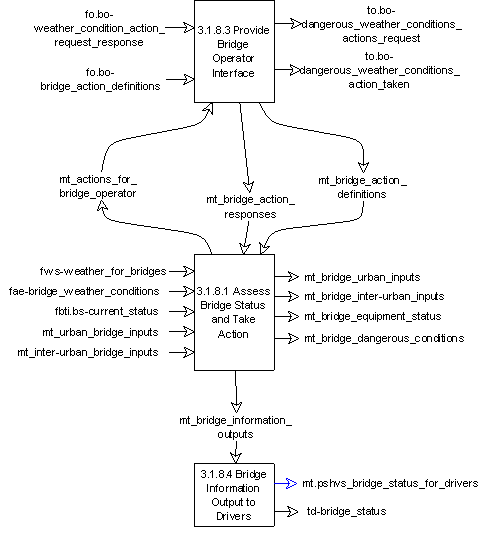 fo.bo-
weather_condition_action_
request_response
fo.bo-
bridge_action_definitions
3.1.8.3 Provide
Bridge
Operator
Interface
to.bo-
dangerous_weather_conditions_
actions_request
to.bo-
dangerous_weather_conditions_
action_taken
mt_actions_for_
bridge_operator
mt_bridge_action_
responses
mt_bridge_action_
definitions
fws-weather_for_bridges
fae-bridge_weather_conditions
fbti.bs-current_status
mt_urban_bridge_inputs
mt_inter-urban_bridge_inputs
3.1.8.1 Assess
Bridge Status
and Take
Action
mt_bridge_urban_inputs
mt_bridge_inter-urban_inputs
mt_bridge_equipment_status
mt_bridge_dangerous_conditions
mt_bridge_information_
outputs
3.1.8.4 Bridge
Information
Output to
Drivers
mt.pshvs_bridge_status_for_drivers
td-bridge_status